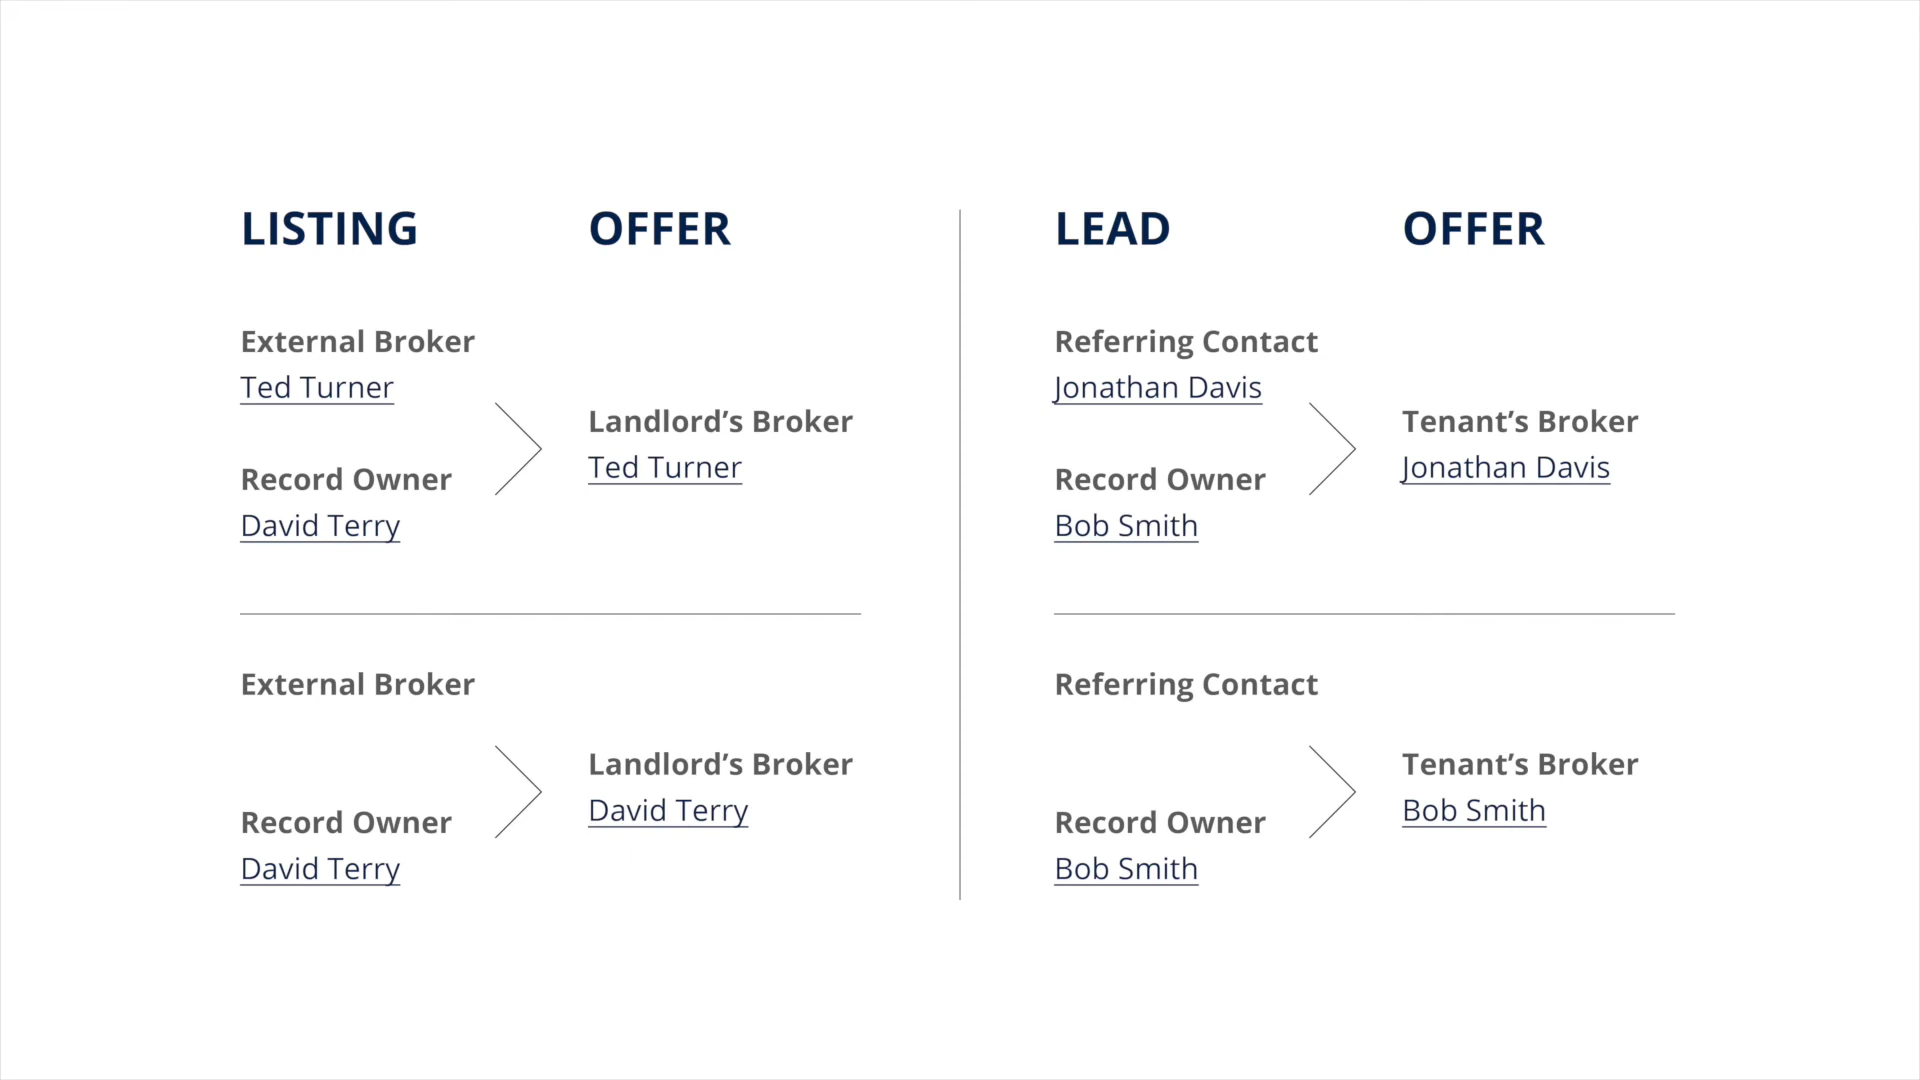 LISTING
OFFER
External Broker
Ted Turner
Record Owner
David Terry
Landlord’s Broker
Ted Turner
External Broker
Record Owner
David Terry
Landlord’s Broker
David Terry
LEAD
OFFER
Referring Contact
Jonathan Davis
Record Owner
Bob Smith
Tenant’s Broker
Jonathan Davis
Referring Contact
Record Owner
Bob Smith
Tenant’s Broker
Bob Smith